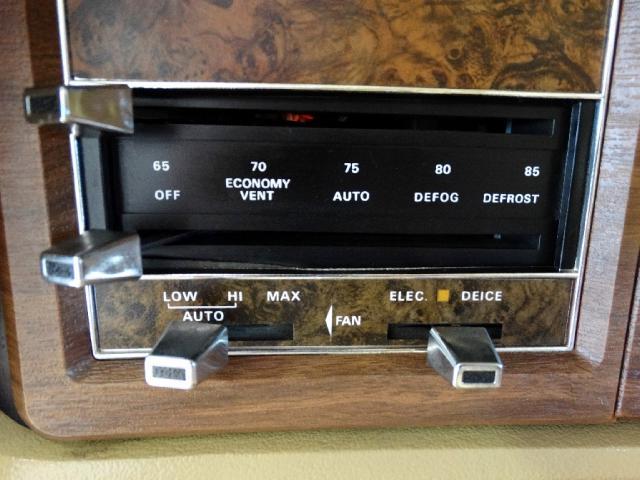 65 70 75 80 85
OFF ECONOMY VENT AUTO DEFOG DEFROST
LOW HI MAX ELEC. DEICE
AUTO FAN